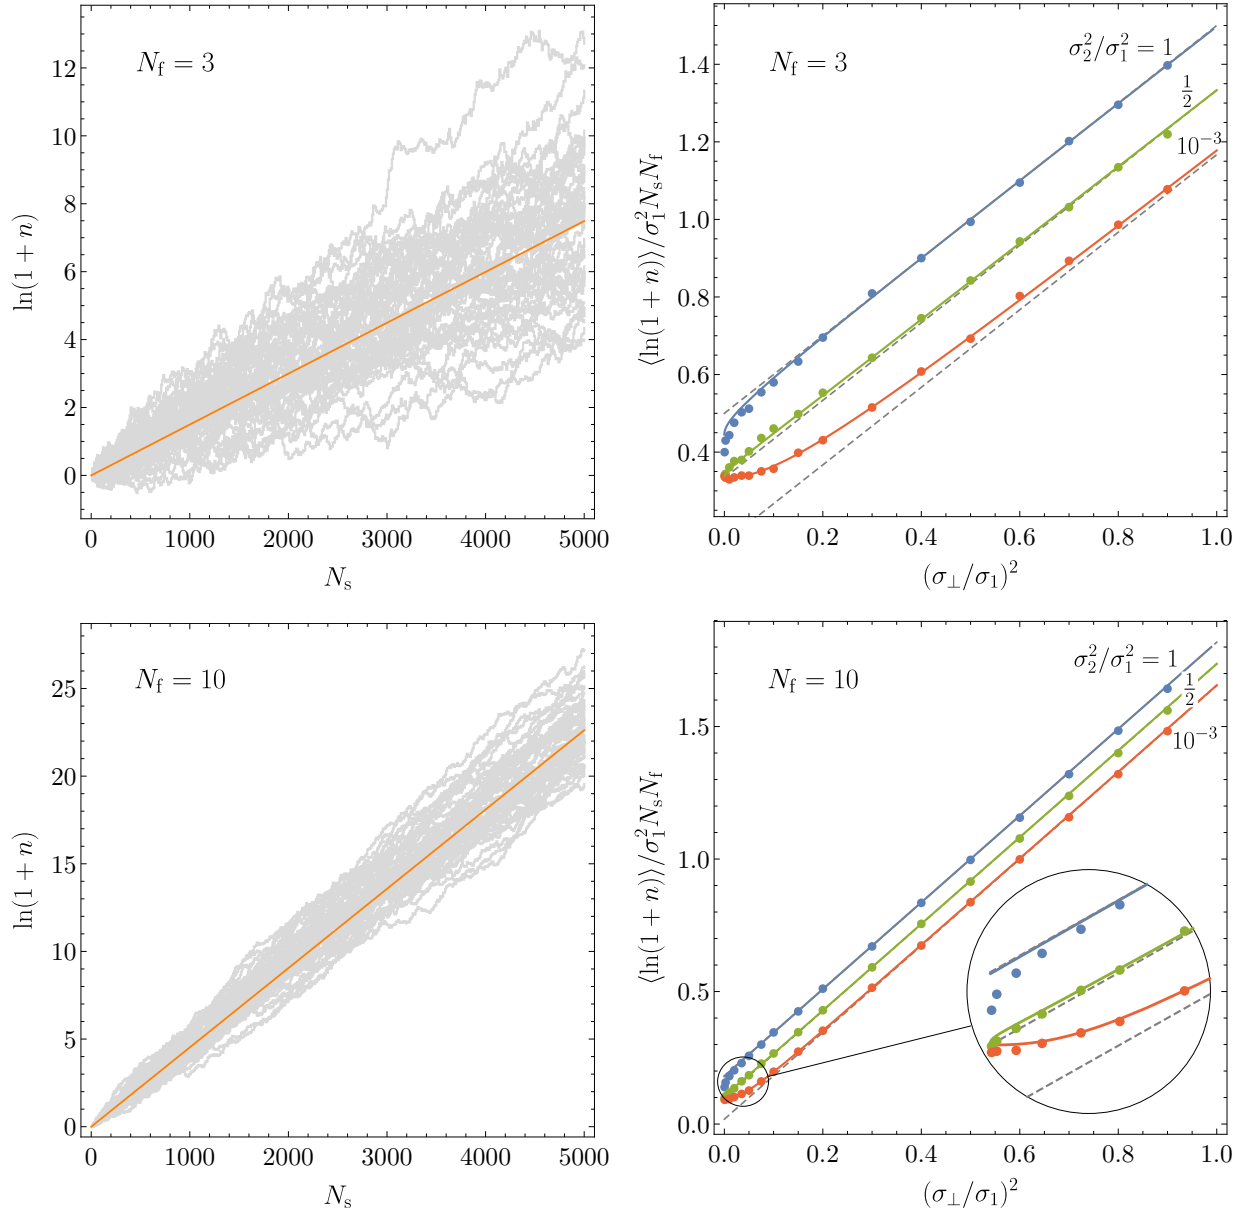 N_f = 3
ln(1 + n)
12
10
8
6
4
2
0
0 1000 2000 3000 4000 5000
N_s
N_f = 3
σ_2^2/σ_1^2 = 1
1/2
10^{-3}
⟨ln(1 + n)⟩/σ_1^2 N_s N_f
1.4
1.2
1.0
0.8
0.6
0.4
0.0 0.2 0.4 0.6 0.8 1.0
(σ_⊥/σ_1)^2
N_f = 10
ln(1 + n)
25
20
15
10
5
0
0 1000 2000 3000 4000 5000
N_s
N_f = 10
σ_2^2/σ_1^2 = 1
1/2
10^{-3}
⟨ln(1 + n)⟩/σ_1^2 N_s N_f
1.5
1.0
0.5
0.0
0.0 0.2 0.4 0.6 0.8 1.0
(σ_⊥/σ_1)^2